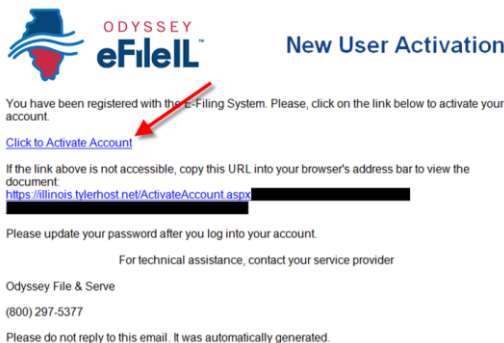 ODYSSEY
eFileIL™
New User Activation
You have been registered with the E-Filing System. Please, click on the link below to activate your
account.
Click to Activate Account
If the link above is not accessible, copy this URL into your browser's address bar to view the
document:
https://illinois.tylerhost.net/ActivateAccount.aspx
Please update your password after you log into your account.
For technical assistance, contact your service provider
Odyssey File & Serve
(800) 297-5377
Please do not reply to this email. It was automatically generated.